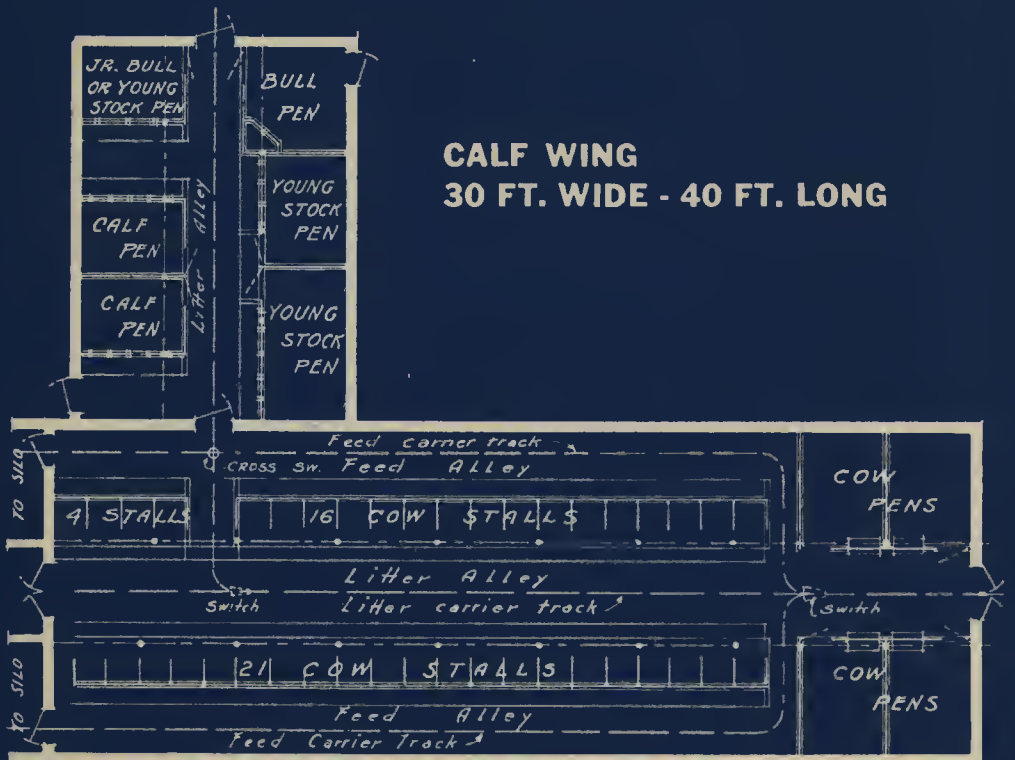 JR. BULL
OR YOUNG
STOCK PEN
BULL
PEN
CALF WING
30 FT. WIDE - 40 FT. LONG
YOUNG
STOCK
PEN
CALF
PEN
Litter Alley
CALF
PEN
YOUNG
STOCK
PEN
Feed carrier track
CROSS SW. Feed Alley
TO SILO
4 STALLS
16 COW STALLS
COW
PENS
Litter Alley
Switch
Litter carrier track
Switch
21 COW STALLS
COW
PENS
TO SILO
Feed Alley
Feed Carrier Track